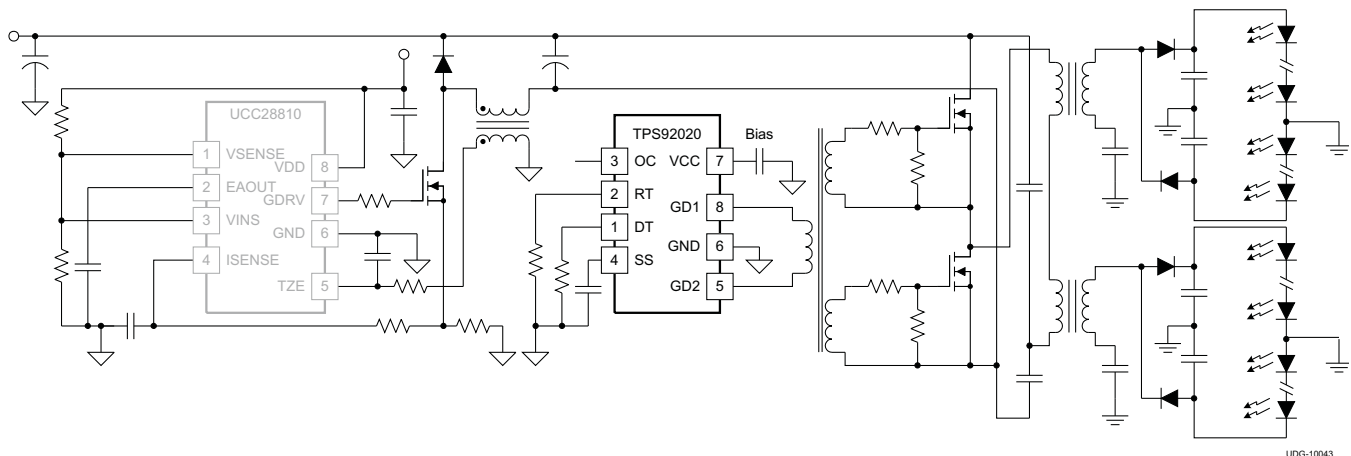 UCC28810
1 VSENSE
VDD 8
2 EAOUT
GDRV 7
3 VINS
GND 6
4 ISENSE
TZE 5
TPS92020
Bias
3 OC
VCC 7
2 RT
GD1 8
1 DT
GND 6
4 SS
GD2 5
UDG-10043